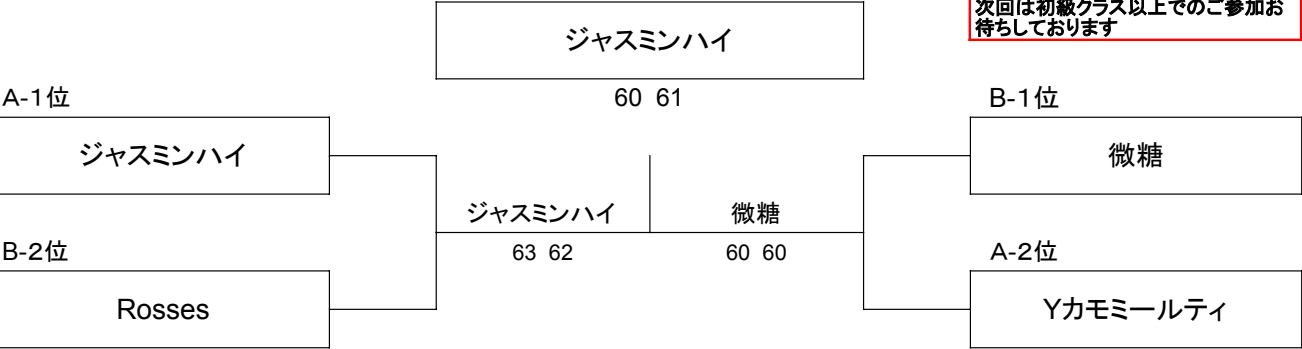 次回は初級クラス以上でのご参加お
待ちしております
ジャスミンハイ
60 61
A-1位
B-1位
ジャスミンハイ
微糖
ジャスミンハイ
微糖
63 62
60 60
B-2位
A-2位
Rosses
Yカモミールティ